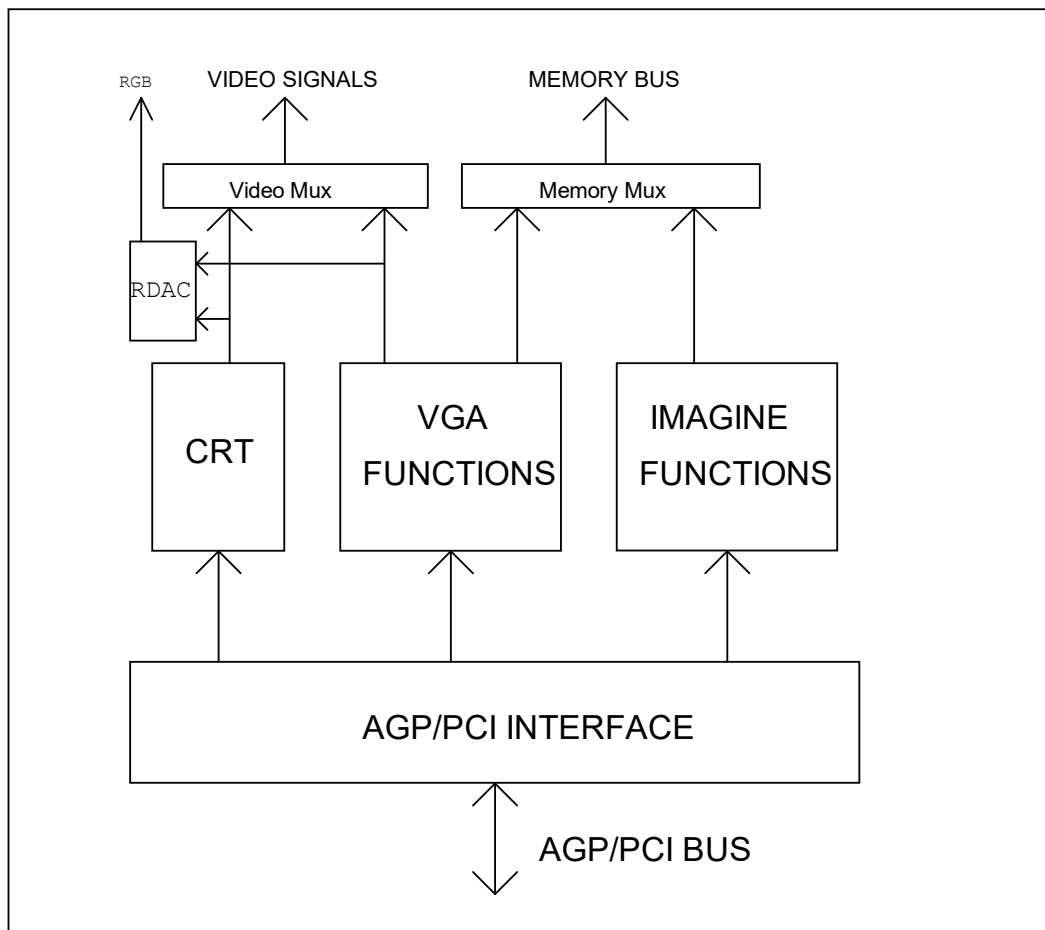 RGB
VIDEO SIGNALS
MEMORY BUS
Video Mux
Memory Mux
RDAC
CRT
VGA
FUNCTIONS
IMAGINE
FUNCTIONS
AGP/PCI INTERFACE
AGP/PCI BUS